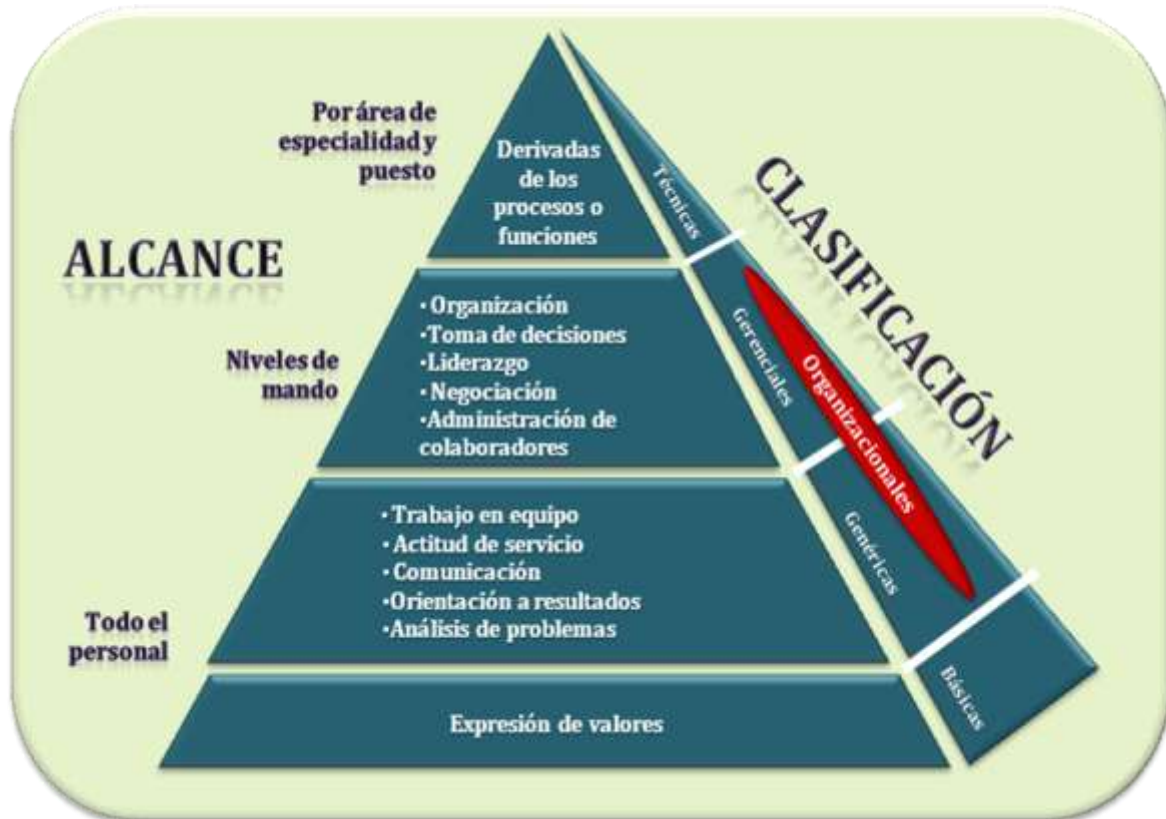 Por área de
especialidad y
puesto
Derivadas
de los
procesos o
funciones
Técnicas
CLASIFICACIÓN
ALCANCE
Niveles de
mando
• Organización
•Toma de decisiones
•Liderazgo
• Negociación
•Administración de
colaboradores
Gerenciales
Organizacionales
Todo el
personal
• Trabajo en equipo
• Actitud de servicio
• Comunicación
•Orientación a resultados
•Análisis de problemas
Genéricas
Expresión de valores
Básicas